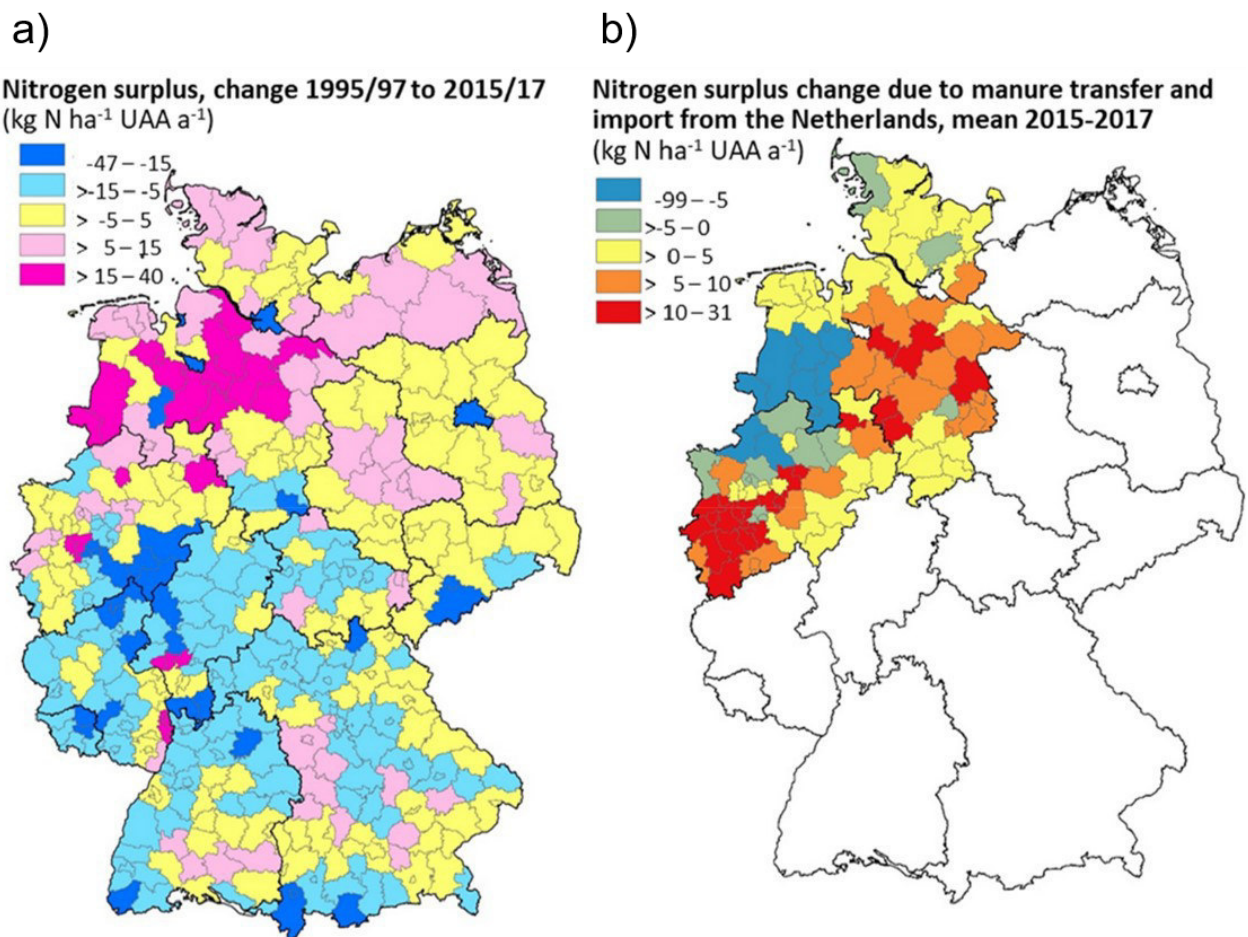 a)
Nitrogen surplus, change 1995/97 to 2015/17
(kg N ha⁻¹ UAA a⁻¹)
-47 – -15
>-15 – -5
> -5 – 5
> 5 – 15
> 15 – 40
b)
Nitrogen surplus change due to manure transfer and
import from the Netherlands, mean 2015-2017
(kg N ha⁻¹ UAA a⁻¹)
-99 – -5
>-5 – 0
> 0 – 5
> 5 – 10
> 10 – 31